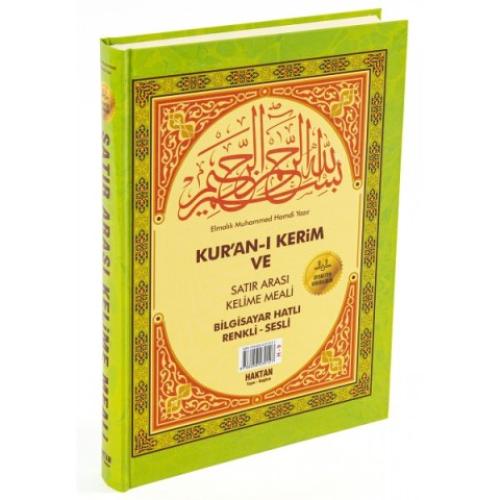 بسم الله الرحمن الرحيم
Elmalılı Muhammed Hamdi Yazır
KUR'AN-I KERİM
VE
SATIR ARASI
KELİME MEALİ
BİLGİSAYAR HATLI
RENKLİ - SESLİ
HAKTAN
SATIR ARASI KELİME MEALİ